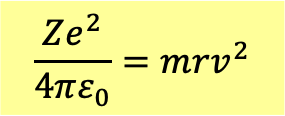 Ze²/4πε₀ = mrv²